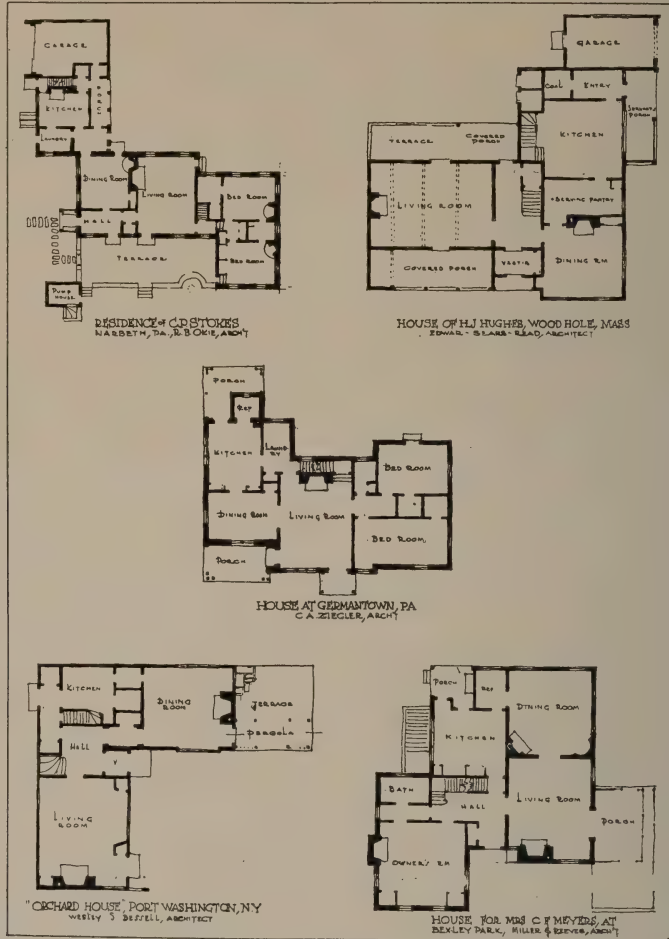 GARAGE
KITCHEN
PORCH
LAUNDRY
DINING ROOM
LIVING ROOM
BED ROOM
HALL
TERRACE
BED ROOM
PUMP
HOUSE
RESIDENCE of C.P. STOKES
NARBETH, PA., R. B. OKIE, ARCH'T
GARAGE
COAL
ENTRY
SERVANTS
PORCH
KITCHEN
TERRACE
COVERED
PORCH
LIVING ROOM
SERVING PANTRY
COVERED PORCH
VESTIB
DINING RM
HOUSE OF H.J. HUGHES, WOOD HOLE, MASS
EDWAR - SEARS - READ, ARCHITECT
PORCH
REF
KITCHEN
LAUND-
RY
BED ROOM
DINING ROOM
LIVING ROOM
BED ROOM
PORCH
HOUSE AT GERMANTOWN, PA
C. A. ZIEGLER, ARCH'T
KITCHEN
DINING
ROOM
TERRACE
PERGOLA
HALL
V
LIVING
ROOM
"ORCHARD HOUSE", PORT WASHINGTON, N.Y
WESLEY S BESSELL, ARCHITECT
PORCH
REF
DINING ROOM
KITCHEN
BATH
HALL
LIVING ROOM
PORCH
OWNER'S RM
HOUSE FOR MRS C F MEYERS, AT
BEXLEY PARK, MILLER & REEVES, ARCH'T